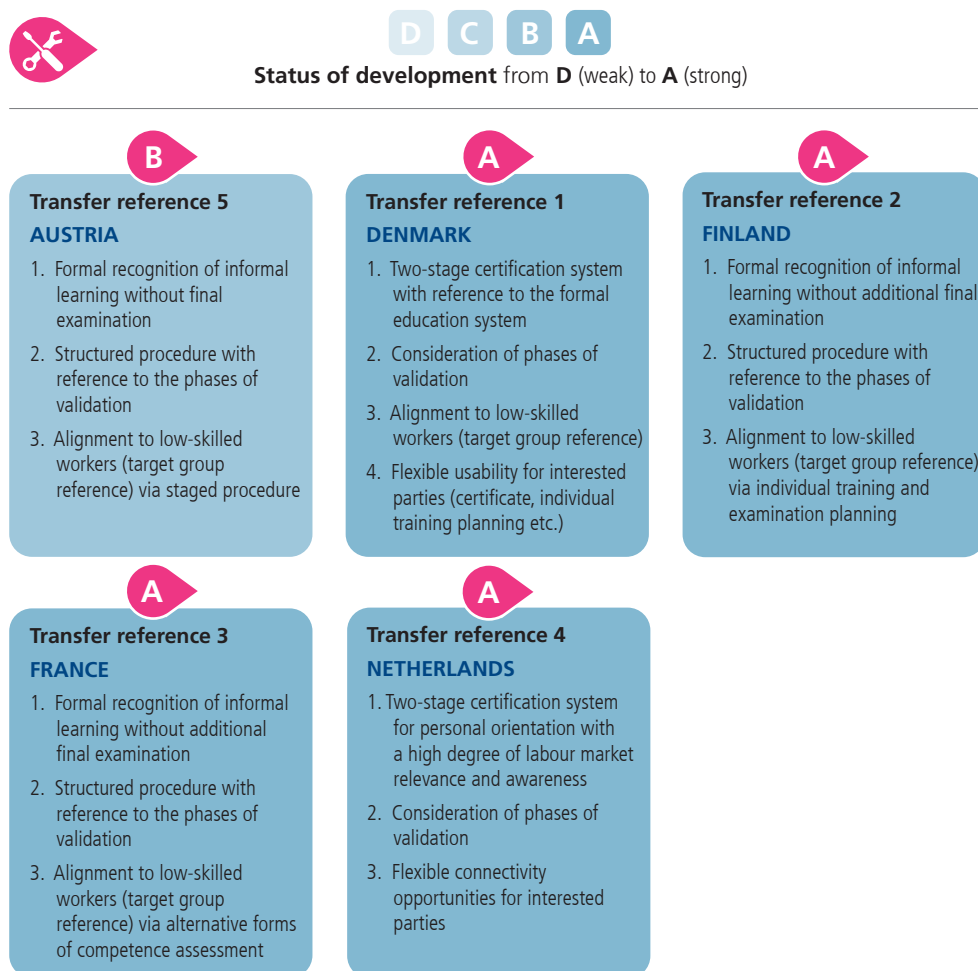 D C B A
Status of development from D (weak) to A (strong)
B
Transfer reference 5
AUSTRIA
1. Formal recognition of informal
learning without final
examination
2. Structured procedure with
reference to the phases of
validation
3. Alignment to low-skilled
workers (target group
reference) via staged procedure
A
Transfer reference 1
DENMARK
1. Two-stage certification system
with reference to the formal
education system
2. Consideration of phases of
validation
3. Alignment to low-skilled
workers (target group reference)
4. Flexible usability for interested
parties (certificate, individual
training planning etc.)
A
Transfer reference 2
FINLAND
1. Formal recognition of informal
learning without additional final
examination
2. Structured procedure with
reference to the phases of
validation
3. Alignment to low-skilled
workers (target group reference)
via individual training and
examination planning
A
Transfer reference 3
FRANCE
1. Formal recognition of informal
learning without additional
final examination
2. Structured procedure with
reference to the phases of
validation
3. Alignment to low-skilled
workers (target group
reference) via alternative forms
of competence assessment
A
Transfer reference 4
NETHERLANDS
1. Two-stage certification system
for personal orientation with
a high degree of labour market
relevance and awareness
2. Consideration of phases of
validation
3. Flexible connectivity
opportunities for interested
parties